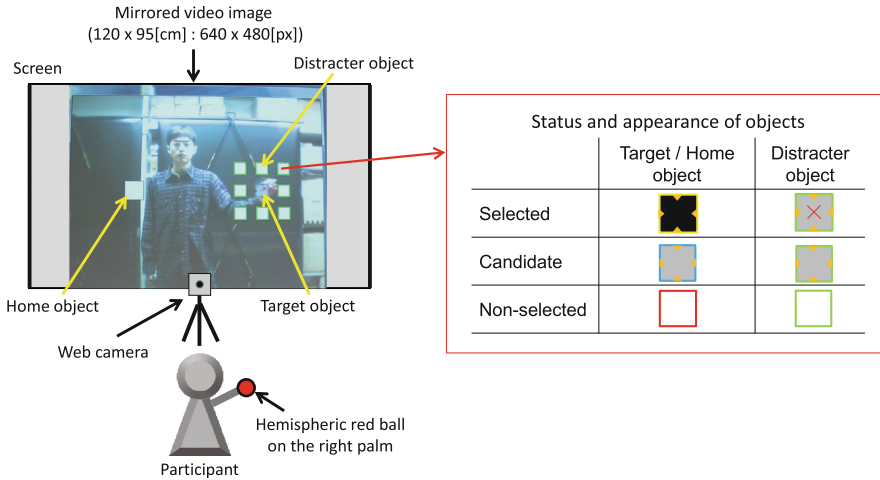 Mirrored video image
(120 x 95[cm] : 640 x 480[px])
Screen
Distracter object
Home object
Target object
Web camera
Hemispheric red ball
on the right palm
Participant
Status and appearance of objects
Target / Home
object
Distracter
object
Selected
Candidate
Non-selected